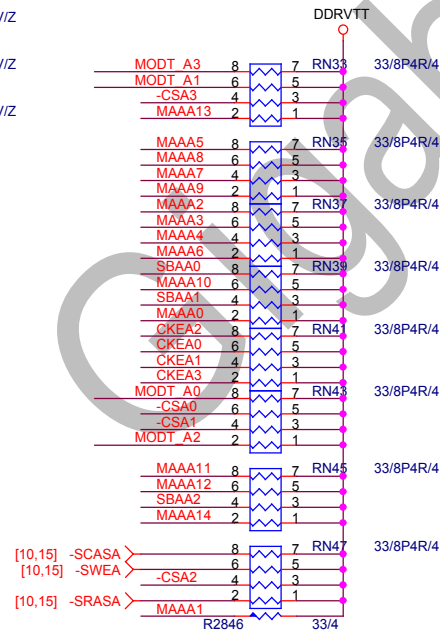 V/Z
DDRVTT
V/Z
MODT_A3 8 7 RN33 33/8P4R/4
MODT_A1 6 5
-CSA3 4 3
V/Z
MAAA13 2 1
MAAA5 8 7 RN35 33/8P4R/4
MAAA8 6 5
MAAA7 4 3
MAAA9 2 1
MAAA2 8 7 RN37 33/8P4R/4
MAAA3 6 5
MAAA4 4 3
MAAA6 2 1
SBAA0 8 7 RN39 33/8P4R/4
MAAA10 6 5
SBAA1 4 3
MAAA0 2 1
CKEA2 8 7 RN41 33/8P4R/4
CKEA0 6 5
CKEA1 4 3
CKEA3 2 1
MODT_A0 8 7 RN43 33/8P4R/4
-CSA0 6 5
-CSA1 4 3
MODT_A2 2 1
MAAA11 8 7 RN45 33/8P4R/4
MAAA12 6 5
SBAA2 4 3
MAAA14 2 1
[10,15] -SCASA 8 7 RN47 33/8P4R/4
[10,15] -SWEA 6 5
-CSA2 4 3
[10,15] -SRASA 2 1
MAAA1
R2846 33/4
Gigab